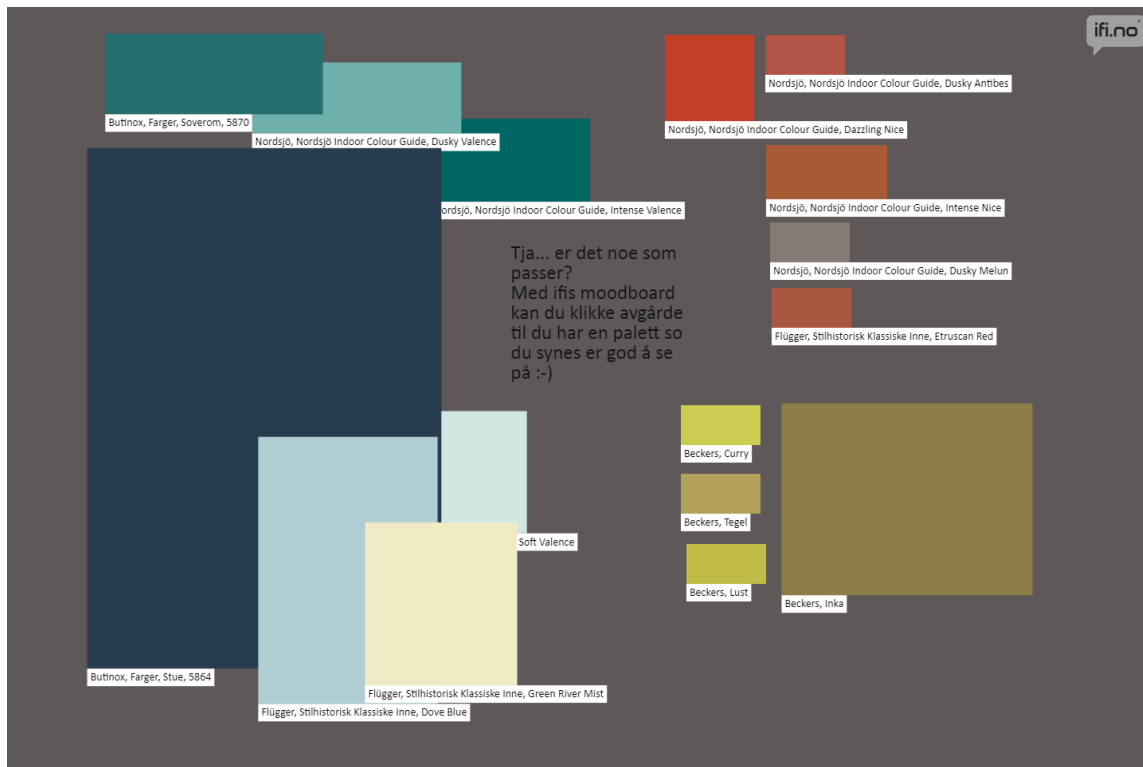 ifi.no
Butinox, Farger, Soverom, 5870
Nordsjö, Nordsjö Indoor Colour Guide, Dusky Valence
ordsjö, Nordsjö Indoor Colour Guide, Intense Valence
Nordsjö, Nordsjö Indoor Colour Guide, Dusky Antibes
Nordsjö, Nordsjö Indoor Colour Guide, Dazzling Nice
Nordsjö, Nordsjö Indoor Colour Guide, Intense Nice
Nordsjö, Nordsjö Indoor Colour Guide, Dusky Melun
Flügger, Stilhistorisk Klassiske Inne, Etruscan Red
Tja... er det noe som
passer?
Med ifis moodboard
kan du klikke avgårde
til du har en palett so
du synes er god å se
på :-)
Beckers, Curry
Beckers, Tegel
Beckers, Lust
Beckers, Inka
Soft Valence
Butinox, Farger, Stue, 5864
Flügger, Stilhistorisk Klassiske Inne, Green River Mist
Flügger, Stilhistorisk Klassiske Inne, Dove Blue